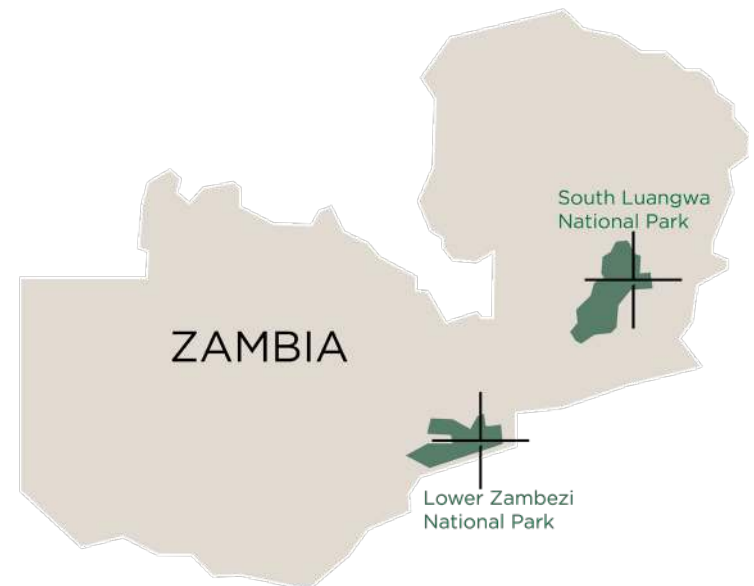 South Luangwa
National Park
ZAMBIA
Lower Zambezi
National Park